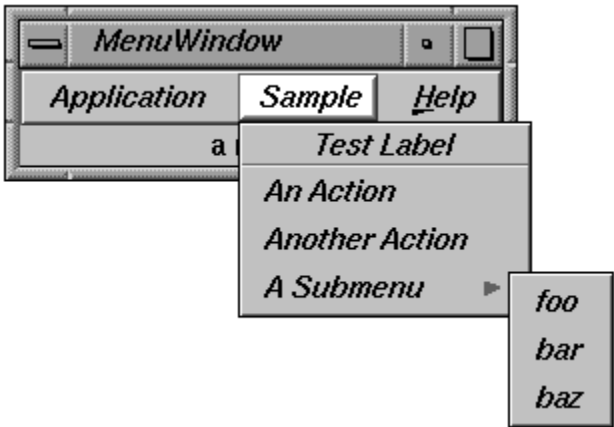 MenuWindow
Application Sample Help
a
Test Label
An Action
Another Action
A Submenu
foo
bar
baz